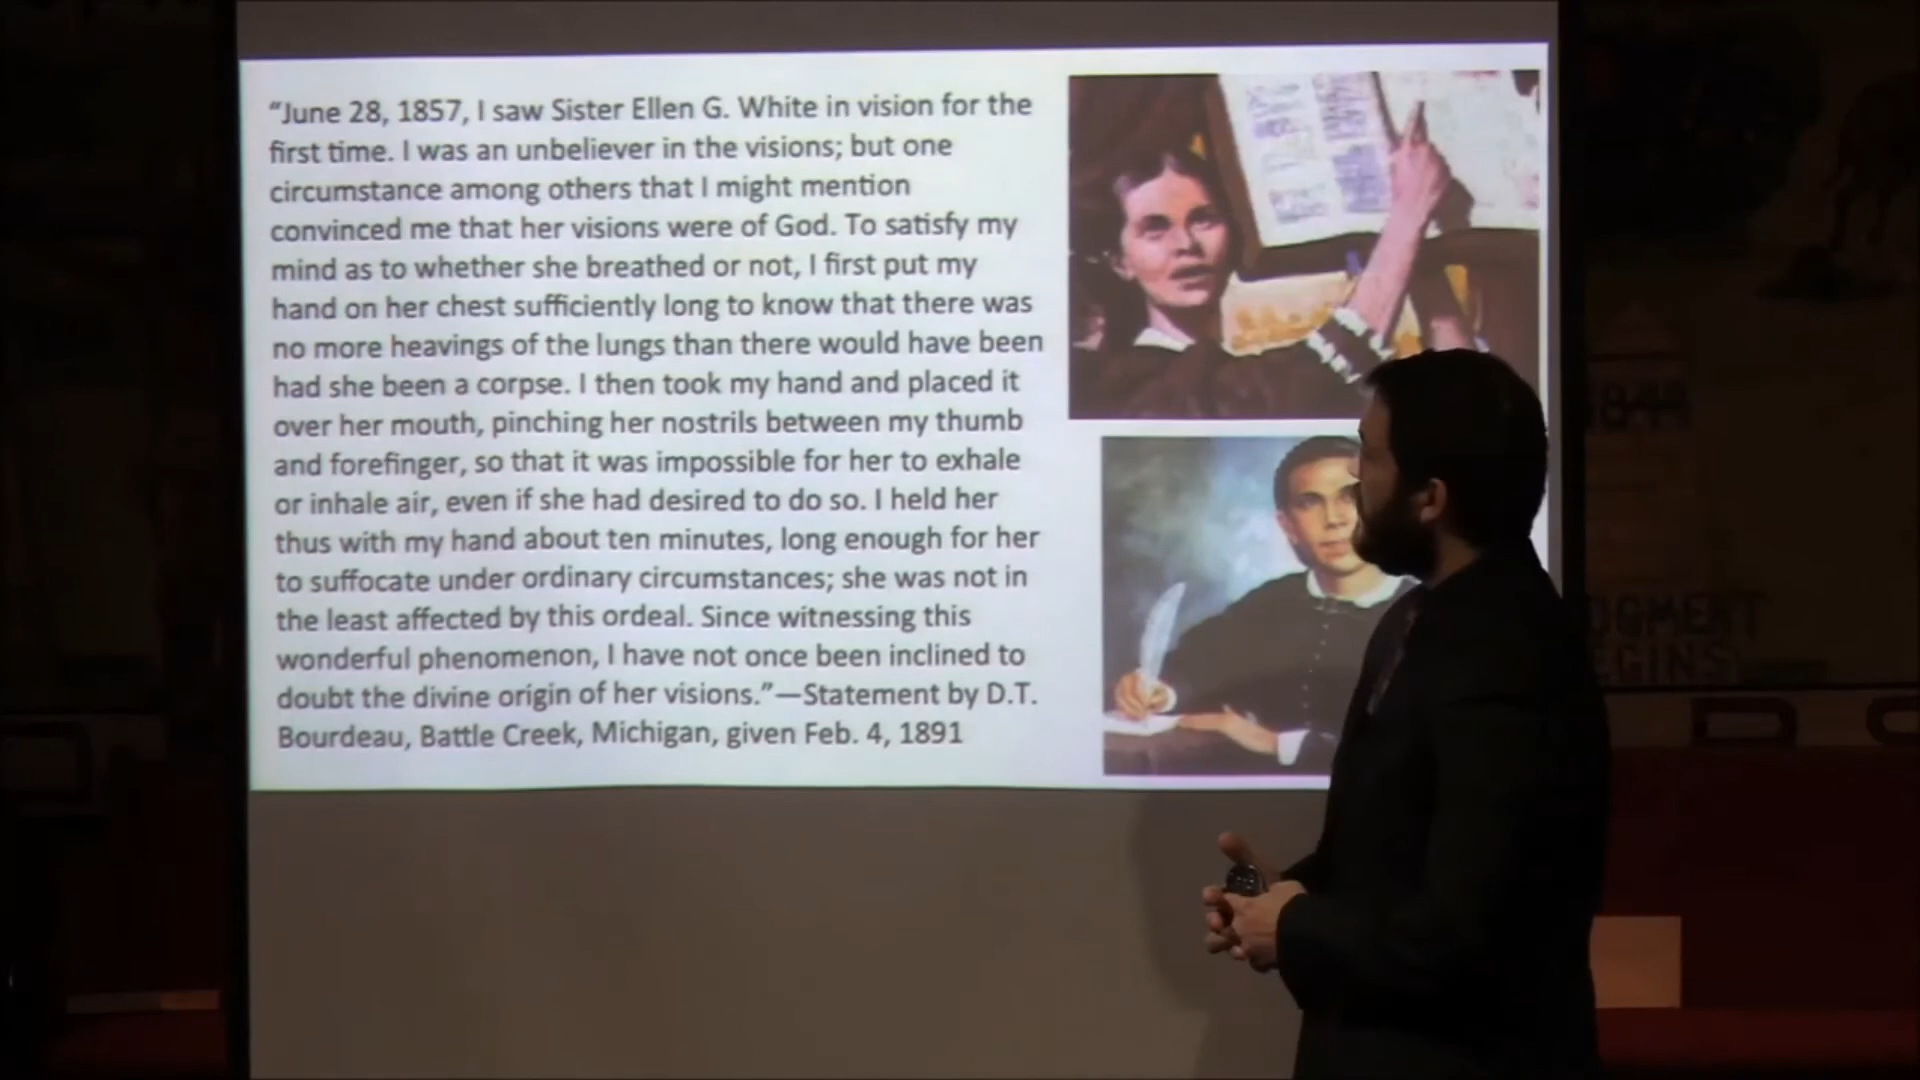 “June 28, 1857, I saw Sister Ellen G. White in vision for the
first time. I was an unbeliever in the visions; but one
circumstance among others that I might mention
convinced me that her visions were of God. To satisfy my
mind as to whether she breathed or not, I first put my
hand on her chest sufficiently long to know that there was
no more heavings of the lungs than there would have been
had she been a corpse. I then took my hand and placed it
over her mouth, pinching her nostrils between my thumb
and forefinger, so that it was impossible for her to exhale
or inhale air, even if she had desired to do so. I held her
thus with my hand about ten minutes, long enough for her
to suffocate under ordinary circumstances; she was not in
the least affected by this ordeal. Since witnessing this
wonderful phenomenon, I have not once been inclined to
doubt the divine origin of her visions.”—Statement by D.T.
Bourdeau, Battle Creek, Michigan, given Feb. 4, 1891